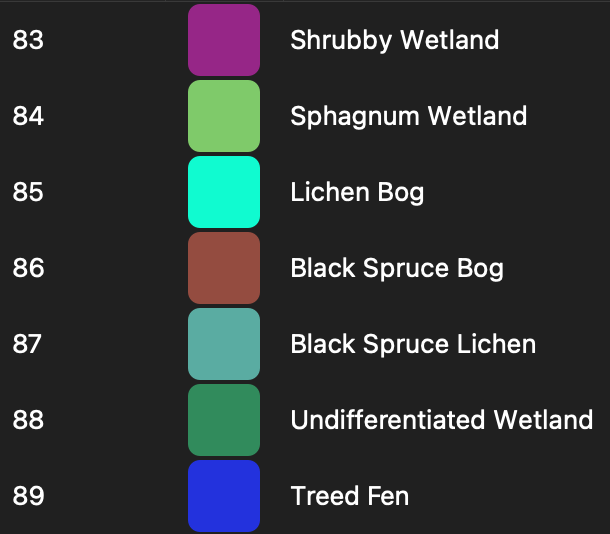 83 Shrubby Wetland
84 Sphagnum Wetland
85 Lichen Bog
86 Black Spruce Bog
87 Black Spruce Lichen
88 Undifferentiated Wetland
89 Treed Fen